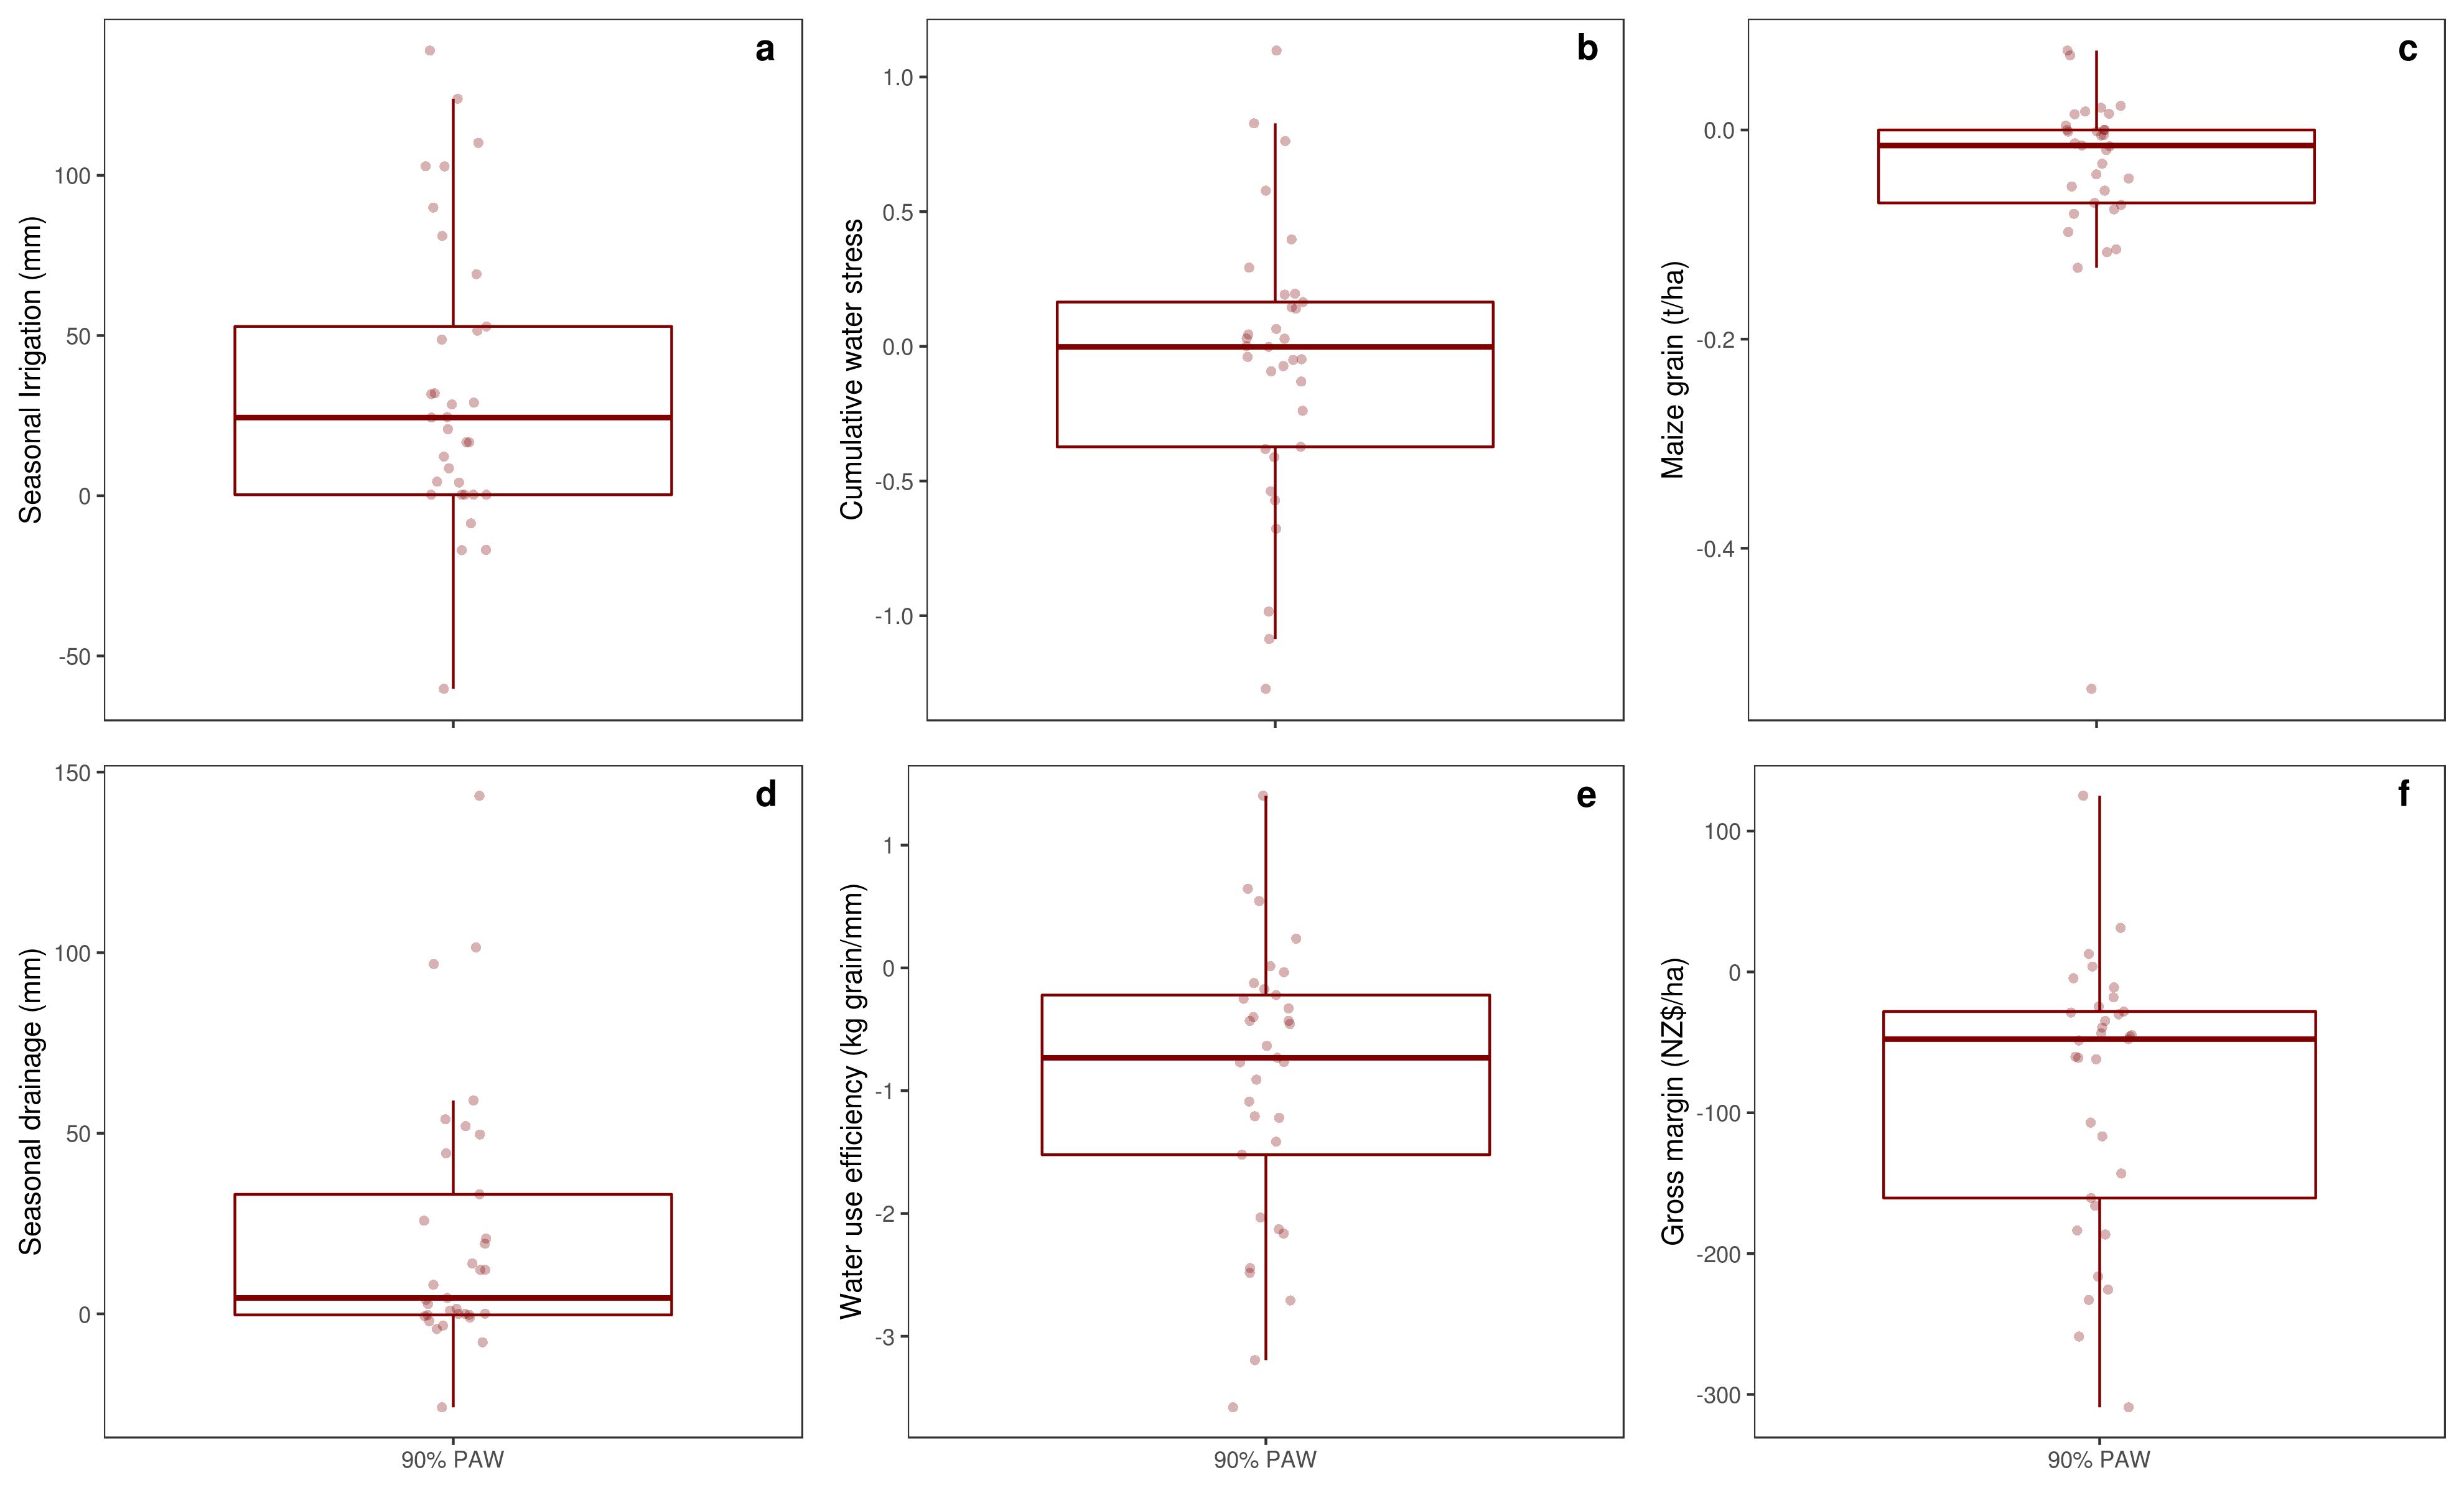 a
Seasonal Irrigation (mm)
100
50
0
-50
b
Cumulative water stress
1.0
0.5
0.0
-0.5
-1.0
c
Maize grain (t/ha)
0.0
-0.2
-0.4
d
Seasonal drainage (mm)
150
100
50
0
90% PAW
e
Water use efficiency (kg grain/mm)
1
0
-1
-2
-3
90% PAW
f
Gross margin (NZ$/ha)
100
0
-100
-200
-300
90% PAW